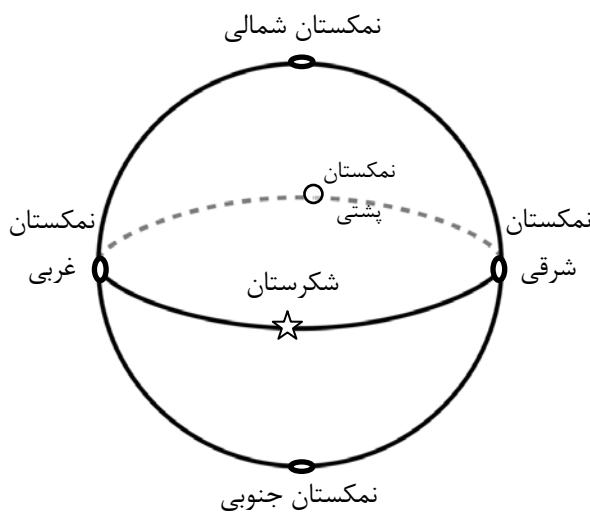 نمکستان شمالی
نمکستان
پشتی
نمکستان
شرقی
نمکستان
غربی
شکرستان
نمکستان جنوبی